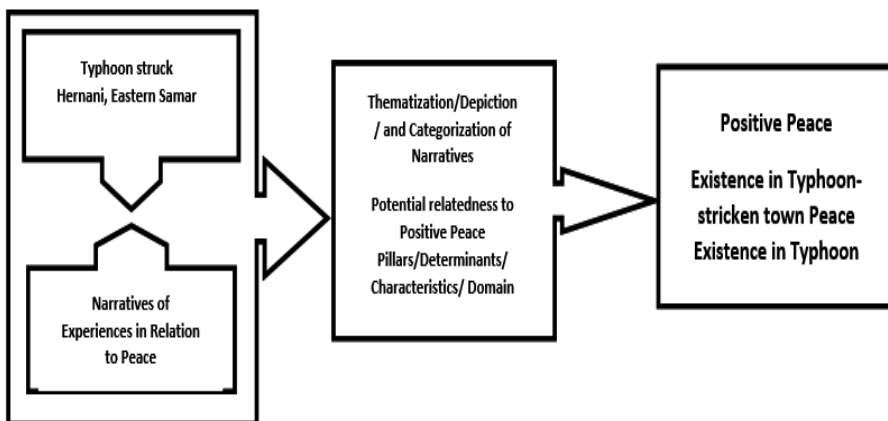 Typhoon struck
Hernani, Eastern Samar
Narratives of
Experiences in Relation
to Peace
Thematization/Depiction
/ and Categorization of
Narratives
Potential relatedness to
Positive Peace
Pillars/Determinants/
Characteristics/ Domain
Positive Peace
Existence in Typhoon-
stricken town Peace
Existence in Typhoon